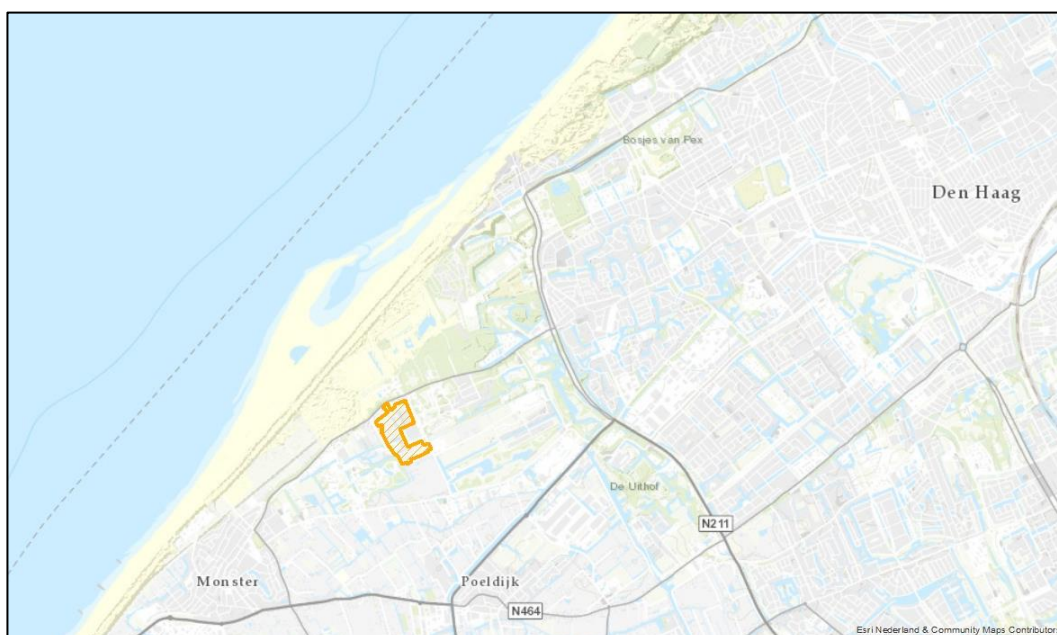 Bosjes van Pex
Den Haag
De Uithof
N211
Monster
Poeldijk
N464
Esri Nederland & Community Maps Contributor